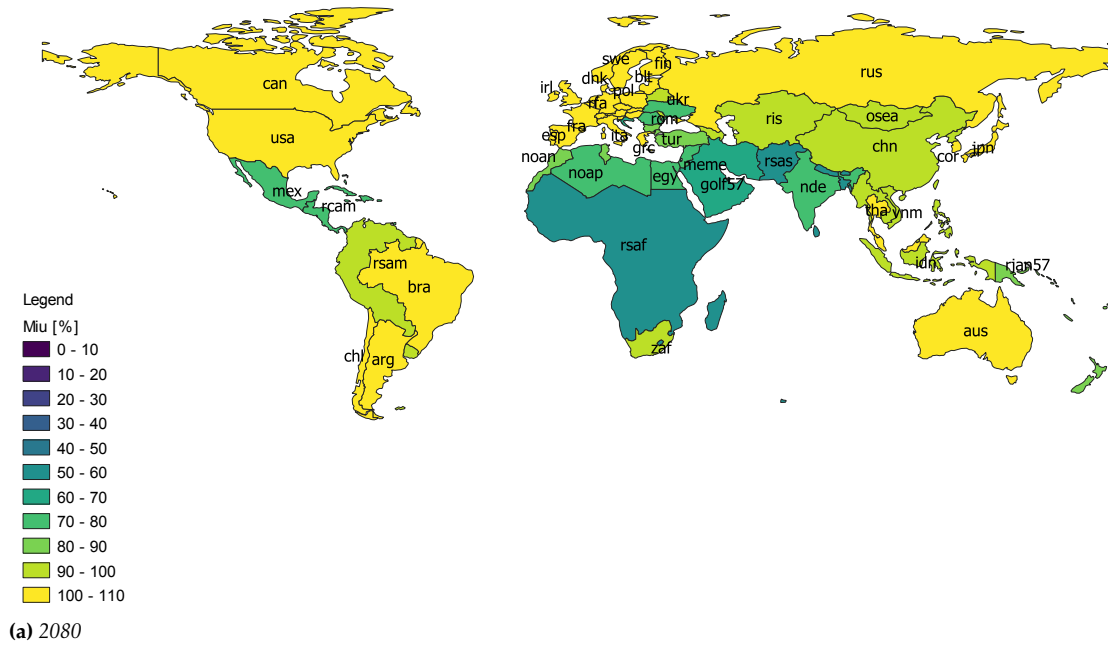 can
usa
mex
rcam
rsam
bra
chl
arg
irl
dnk
swe
fin
blt
pol
rfa
fra
esp
ita
grc
rom
ukr
tur
noan
noap
egy
meme
golf57
rsaf
zaf
rus
ris
osea
chn
cor
jpn
rsas
nde
tha
vnm
idn
rjan57
aus
Legend
Miu [%]
0 - 10
10 - 20
20 - 30
30 - 40
40 - 50
50 - 60
60 - 70
70 - 80
80 - 90
90 - 100
100 - 110
(a) 2080